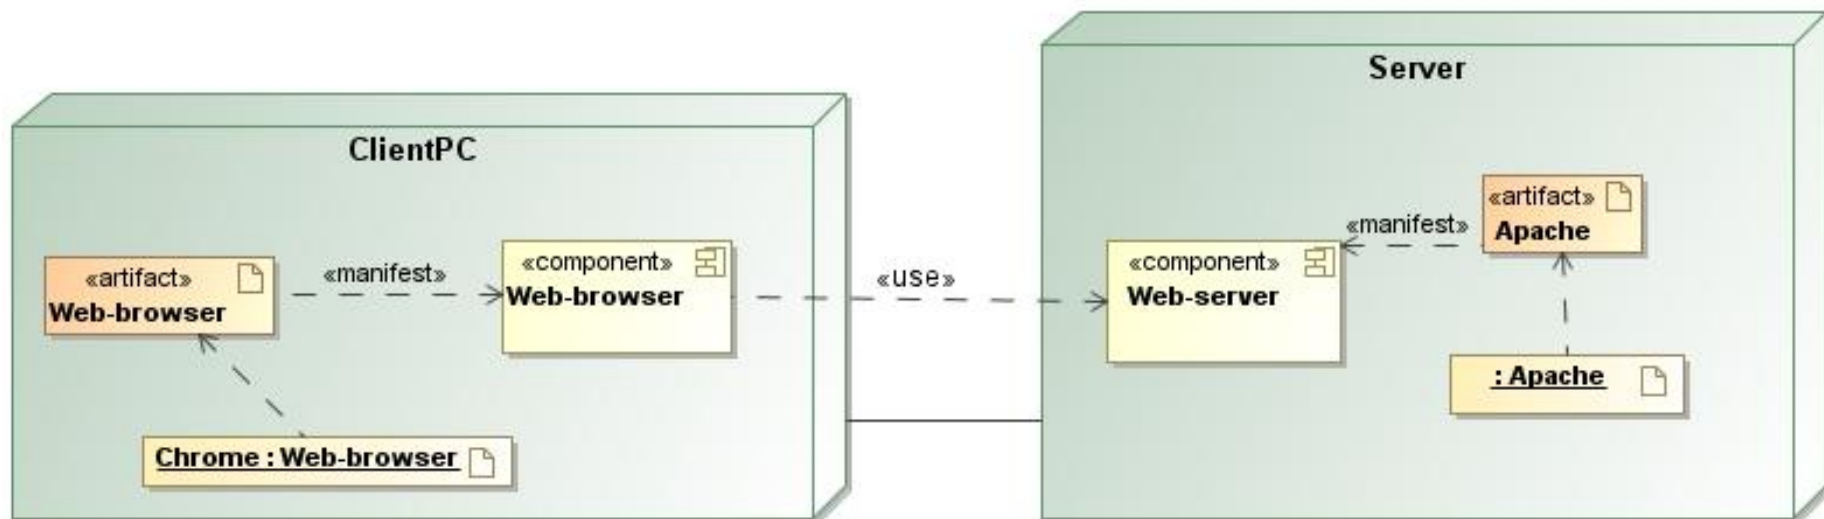 Server
ClientPC
«artifact»
Apache
«manifest»
«component»
Web-browser
«component»
Web-server
«use»
«artifact»
Web-browser
«manifest»
: Apache
Chrome : Web-browser